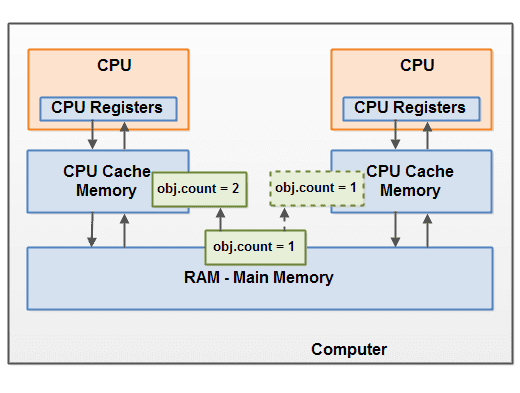 CPU
CPU
CPU Registers
CPU Registers
CPU Cache
Memory
CPU Cache
Memory
obj.count = 2
obj.count = 1
obj.count = 1
RAM - Main Memory
Computer